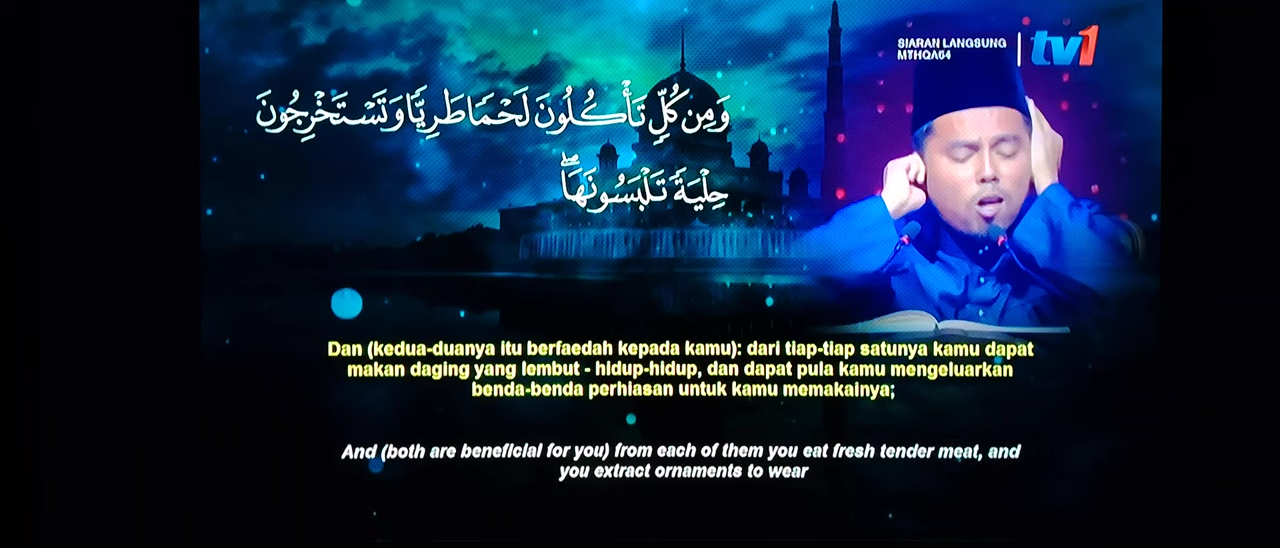 SIARAN LANGSUNG
MTHQA64
tv1
وَمِن كُلٍّ تَأْكُلُونَ لَحْمًا طَرِيًّا وَتَسْتَخْرِجُونَ
حِلْيَةً تَلْبَسُونَهَا ۖ
Dan (kedua-duanya itu berfaedah kepada kamu): dari tiap-tiap satunya kamu dapat
makan daging yang lembut - hidup-hidup, dan dapat pula kamu mengeluarkan
benda-benda perhiasan untuk kamu memakainya;
And (both are beneficial for you) from each of them you eat fresh tender meat, and
you extract ornaments to wear